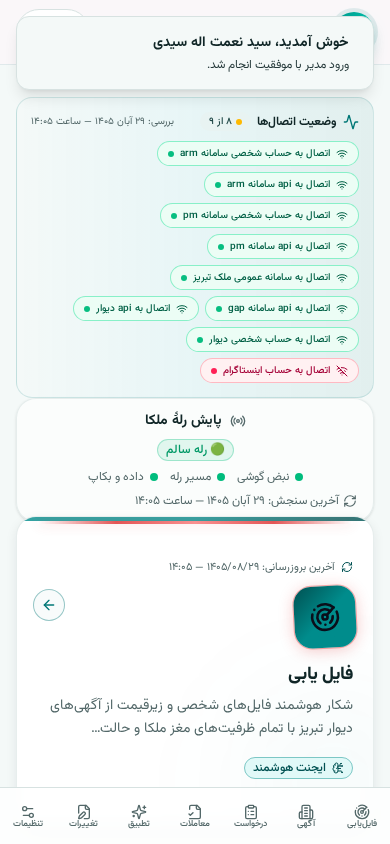 خوش آمدید، سید نعمت اله سیدی
ورود مدیر با موفقیت انجام شد.
وضعیت اتصال‌ها
۸ از ۹
بررسی: ۲۹ آبان ۱۴۰۵ — ساعت ۱۴:۰۵
اتصال به حساب شخصی سامانه arm
اتصال به api سامانه arm
اتصال به حساب شخصی سامانه pm
اتصال به api سامانه pm
اتصال به سامانه عمومی ملک تبریز
اتصال به api سامانه gap
اتصال به api دیوار
اتصال به حساب شخصی دیوار
اتصال به حساب اینستاگرام
پایش رلهٔ ملکا
رله سالم
نبض گوشی
مسیر رله
داده و بکاپ
آخرین سنجش: ۲۹ آبان ۱۴۰۵ — ساعت ۱۴:۰۵
آخرین بروزرسانی: ۱۴۰۵/۰۸/۲۹ — ۱۴:۰۵
فایل یابی
شکار هوشمند فایل‌های شخصی و زیرقیمت از آگهی‌های
دیوار تبریز با تمام ظرفیت‌های مغز ملکا و حالت...
ایجنت هوشمند
فایل‌یابی
آگهی
درخواست
معاملات
تطبیق
تغییرات
تنظیمات